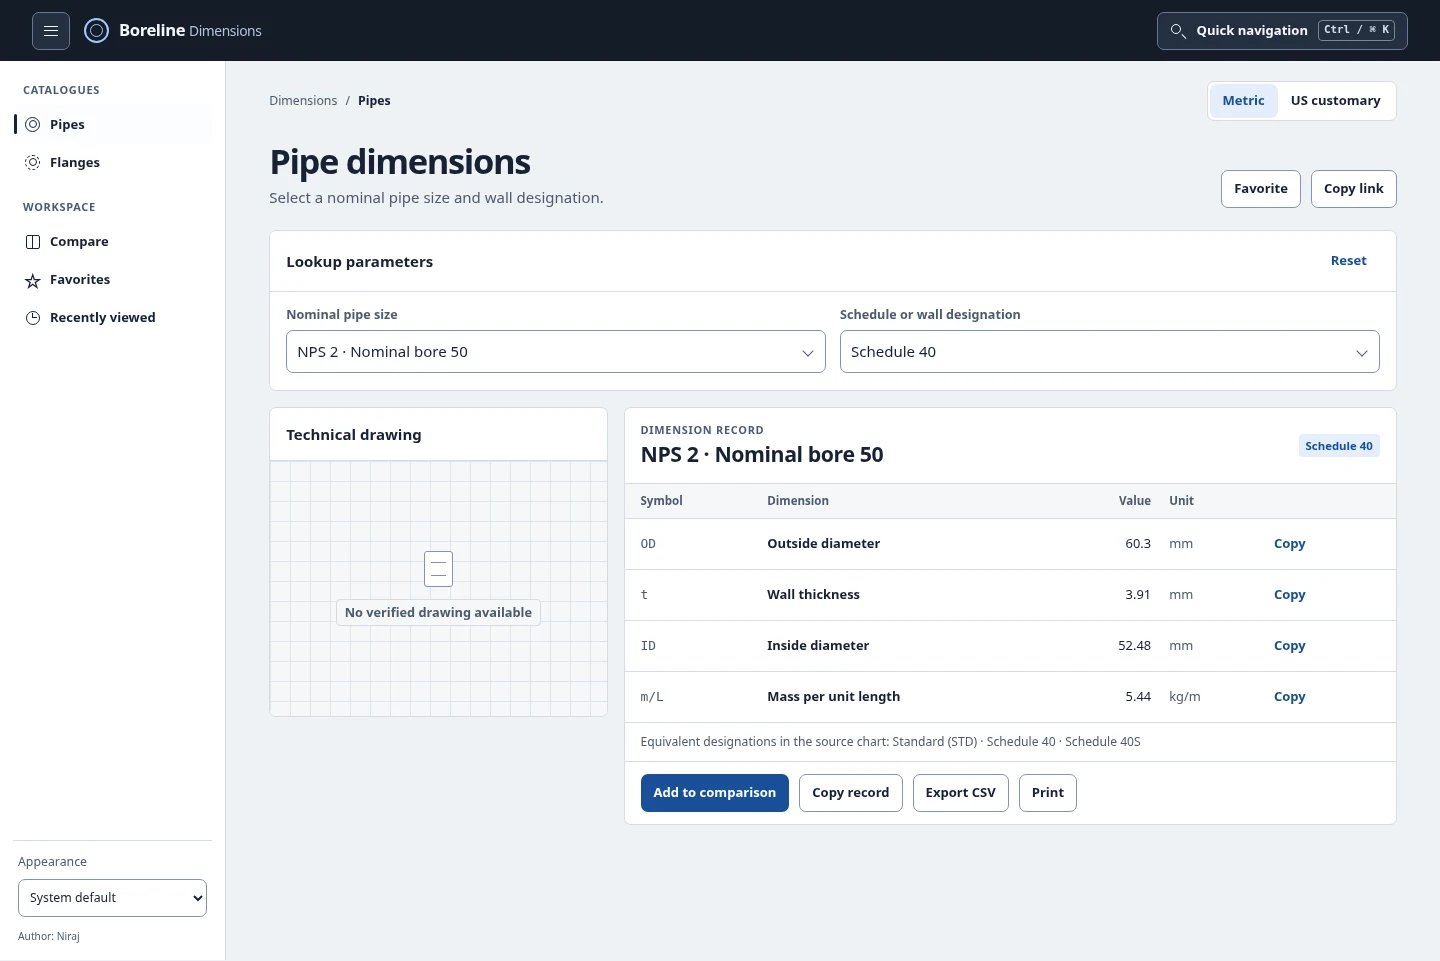 Boreline Dimensions
Quick navigation Ctrl / ⌘ K
CATALOGUES
Pipes
Flanges
WORKSPACE
Compare
Favorites
Recently viewed
Appearance
System default
Author: Niraj
Dimensions / Pipes
Metric US customary
Pipe dimensions
Select a nominal pipe size and wall designation.
Favorite Copy link
Lookup parameters
Reset
Nominal pipe size
NPS 2 · Nominal bore 50
Schedule or wall designation
Schedule 40
Technical drawing
No verified drawing available
DIMENSION RECORD
NPS 2 · Nominal bore 50
Schedule 40
Symbol Dimension Value Unit
OD Outside diameter 60.3 mm Copy
t Wall thickness 3.91 mm Copy
ID Inside diameter 52.48 mm Copy
m/L Mass per unit length 5.44 kg/m Copy
Equivalent designations in the source chart: Standard (STD) · Schedule 40 · Schedule 40S
Add to comparison Copy record Export CSV Print